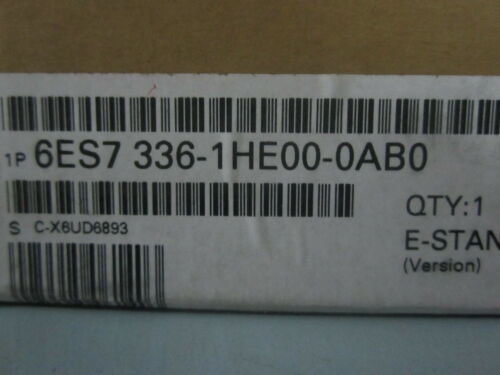 1P 6ES7 336-1HE00-0AB0
QTY:1
S C-X6UD6893
E-STAN
(Version)